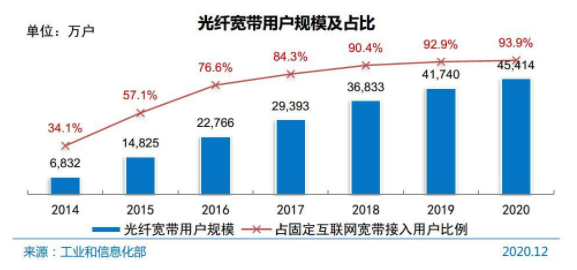 光纤宽带用户规模及占比
单位：万户
34.1% 57.1% 76.6% 84.3% 90.4% 92.9% 93.9%
6,832 14,825 22,766 29,393 36,833 41,740 45,414
2014 2015 2016 2017 2018 2019 2020
光纤宽带用户规模 占固定互联网宽带接入用户比例
来源：工业和信息化部 2020.12